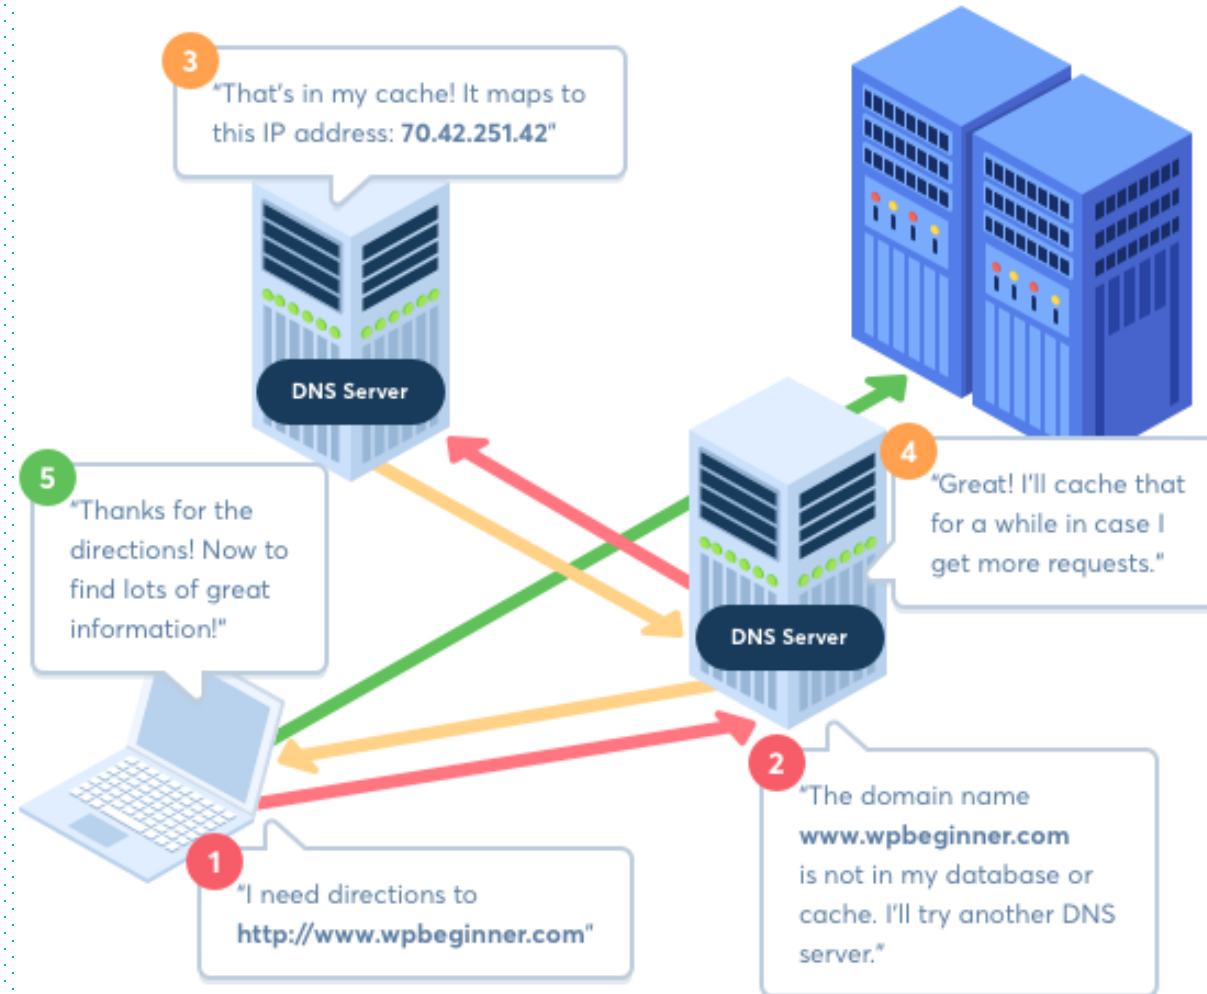 3
"That's in my cache! It maps to
this IP address: 70.42.251.42"
DNS Server
5
"Thanks for the
directions! Now to
find lots of great
information!"
4
"Great! I'll cache that
for a while in case I
get more requests."
DNS Server
1
"I need directions to
http://www.wpbeginner.com"
2
"The domain name
www.wpbeginner.com
is not in my database or
cache. I'll try another DNS
server."